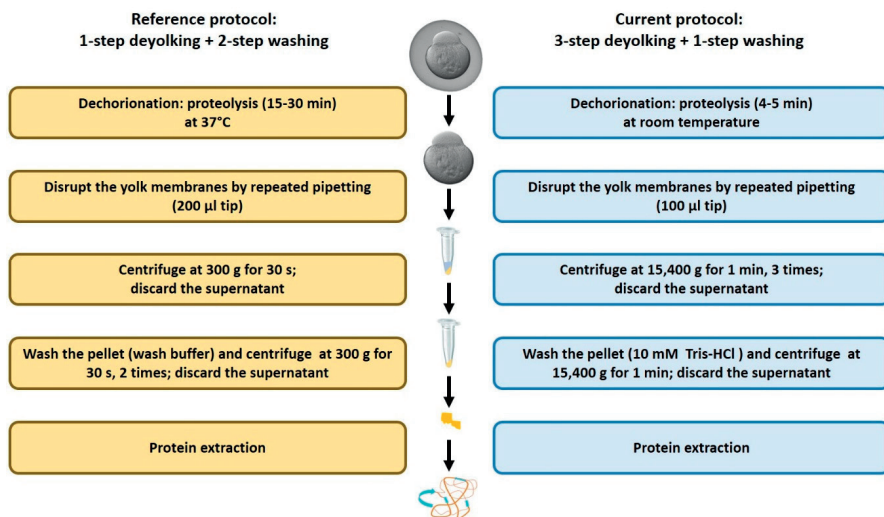 Reference protocol:
1-step deyolking + 2-step washing
Dechorionation: proteolysis (15-30 min)
at 37°C
Disrupt the yolk membranes by repeated pipetting
(200 µl tip)
Centrifuge at 300 g for 30 s;
discard the supernatant
Wash the pellet (wash buffer) and centrifuge at 300 g for
30 s, 2 times; discard the supernatant
Protein extraction
Current protocol:
3-step deyolking + 1-step washing
Dechorionation: proteolysis (4-5 min)
at room temperature
Disrupt the yolk membranes by repeated pipetting
(100 µl tip)
Centrifuge at 15,400 g for 1 min, 3 times;
discard the supernatant
Wash the pellet (10 mM Tris-HCl ) and centrifuge at
15,400 g for 1 min; discard the supernatant
Protein extraction